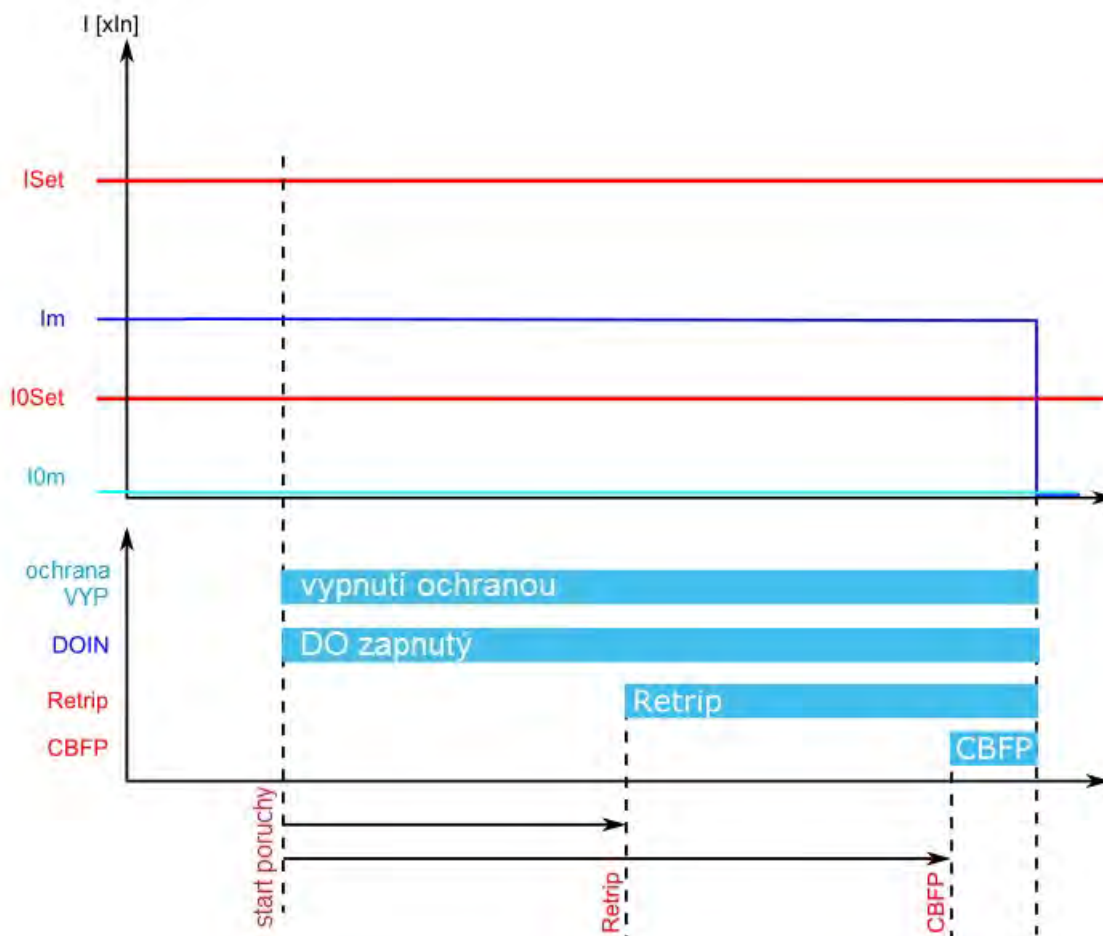 I [xIn]
ISet
Im
I0Set
I0m
ochrana
VYP
vypnutí ochranou
DOIN
DO zapnutý
Retrip
Retrip
CBFP
CBFP
start poruchy
Retrip
CBFP